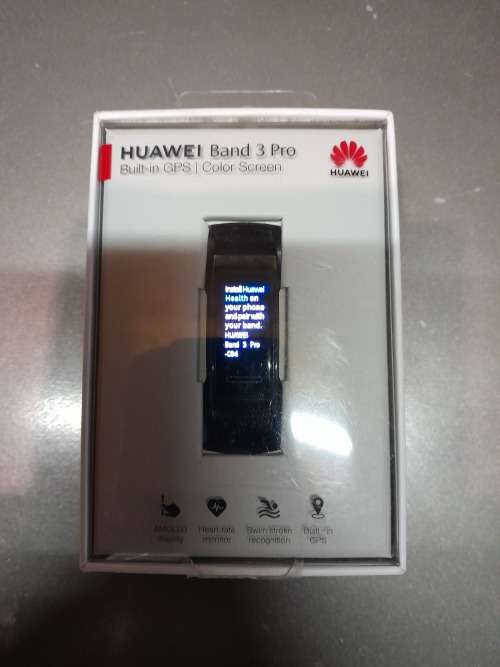 HUAWEI Band 3 Pro
Built-in GPS | Color Screen
HUAWEI
Install Huawei
Health on
your phone
and pair with
your band.
HUAWEI
Band 3 Pro
-C84
AMOLED
display
Heart rate
monitor
Swim stroke
recognition
Built-in
GPS